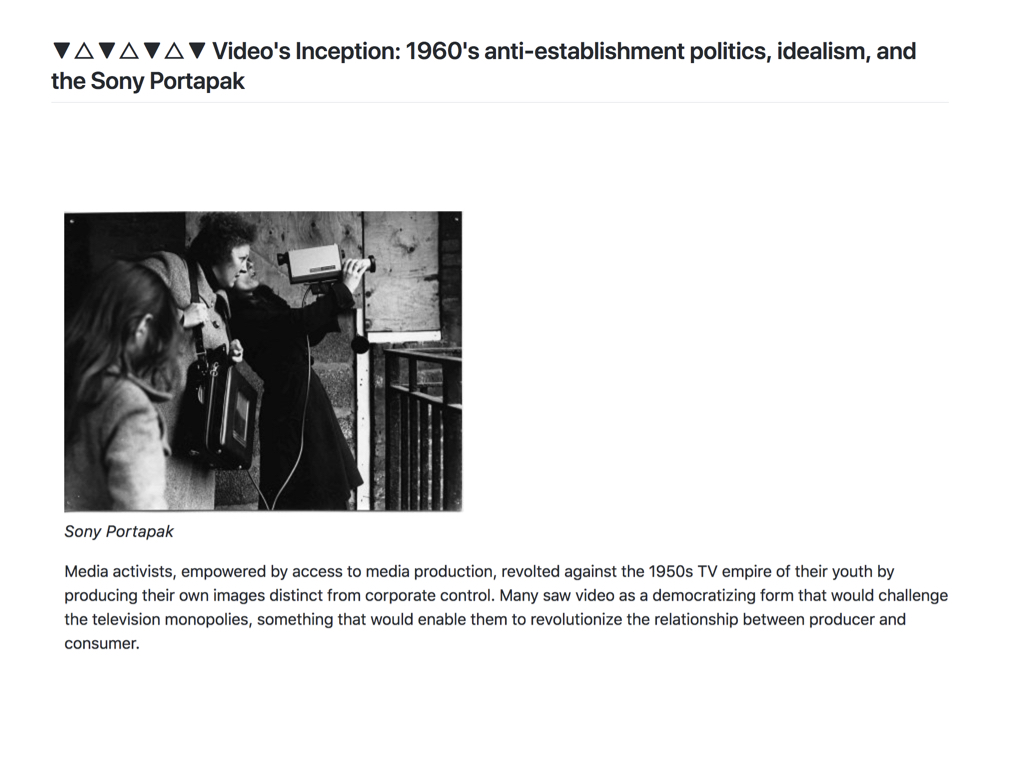 ▼△▼△▼△▼ Video's Inception: 1960's anti-establishment politics, idealism, and
the Sony Portapak
Sony Portapak
Media activists, empowered by access to media production, revolted against the 1950s TV empire of their youth by
producing their own images distinct from corporate control. Many saw video as a democratizing form that would challenge
the television monopolies, something that would enable them to revolutionize the relationship between producer and
consumer.